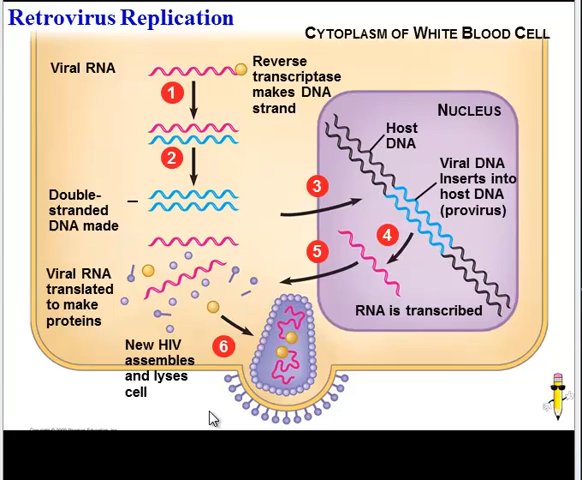 Retrovirus Replication
CYTOPLASM OF WHITE BLOOD CELL
Viral RNA
Reverse
transcriptase
makes DNA
strand
1
NUCLEUS
Host
DNA
2
Viral DNA
Inserts into
host DNA
(provirus)
3
Double-
stranded
DNA made
4
5
Viral RNA
translated
to make
proteins
RNA is transcribed
6
New HIV
assembles
and lyses
cell